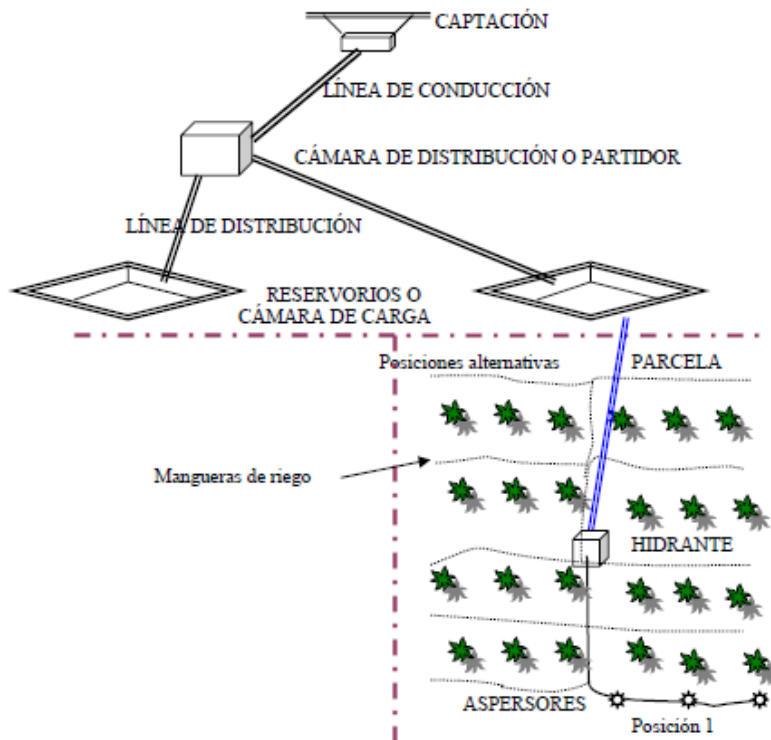 CAPTACIÓN
LÍNEA DE CONDUCCIÓN
CÁMARA DE DISTRIBUCIÓN O PARTIDOR
LÍNEA DE DISTRIBUCIÓN
RESERVORIOS O
CÁMARA DE CARGA
Posiciones alternativas
PARCELA
Mangueras de riego
HIDRANTE
ASPERSORES
Posición 1